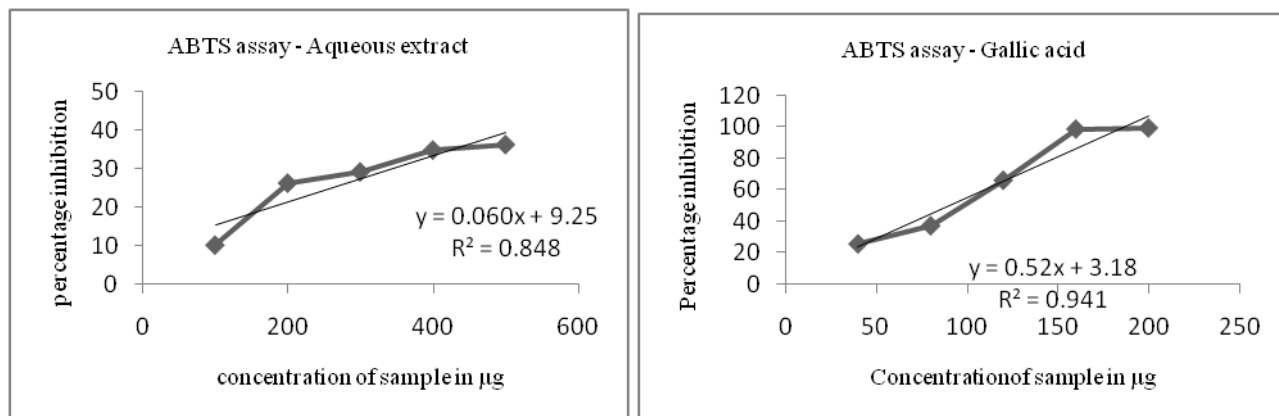 ABTS assay - Aqueous extract
percentage inhibition
50
40
30
20
10
0
y = 0.060x + 9.25
R² = 0.848
0 200 400 600
concentration of sample in µg
ABTS assay - Gallic acid
Percentage inhibition
120
100
80
60
40
20
0
y = 0.52x + 3.18
R² = 0.941
0 50 100 150 200 250
Concentrationof sample in µg